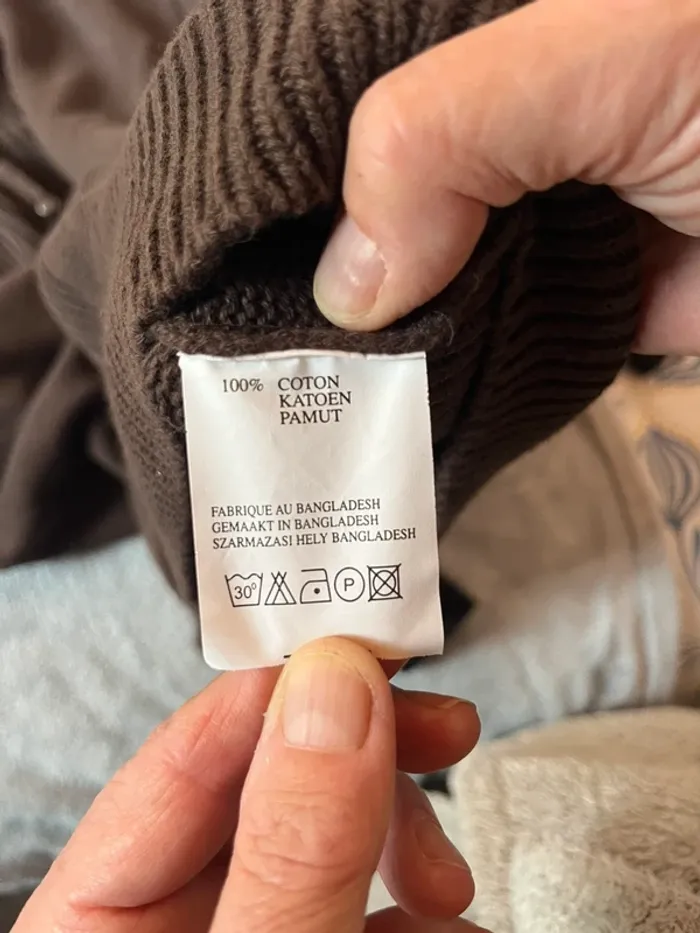 100% COTON
KATOEN
PAMUT
FABRIQUE AU BANGLADESH
GEMAAKT IN BANGLADESH
SZARMAZASI HELY BANGLADESH
30° P